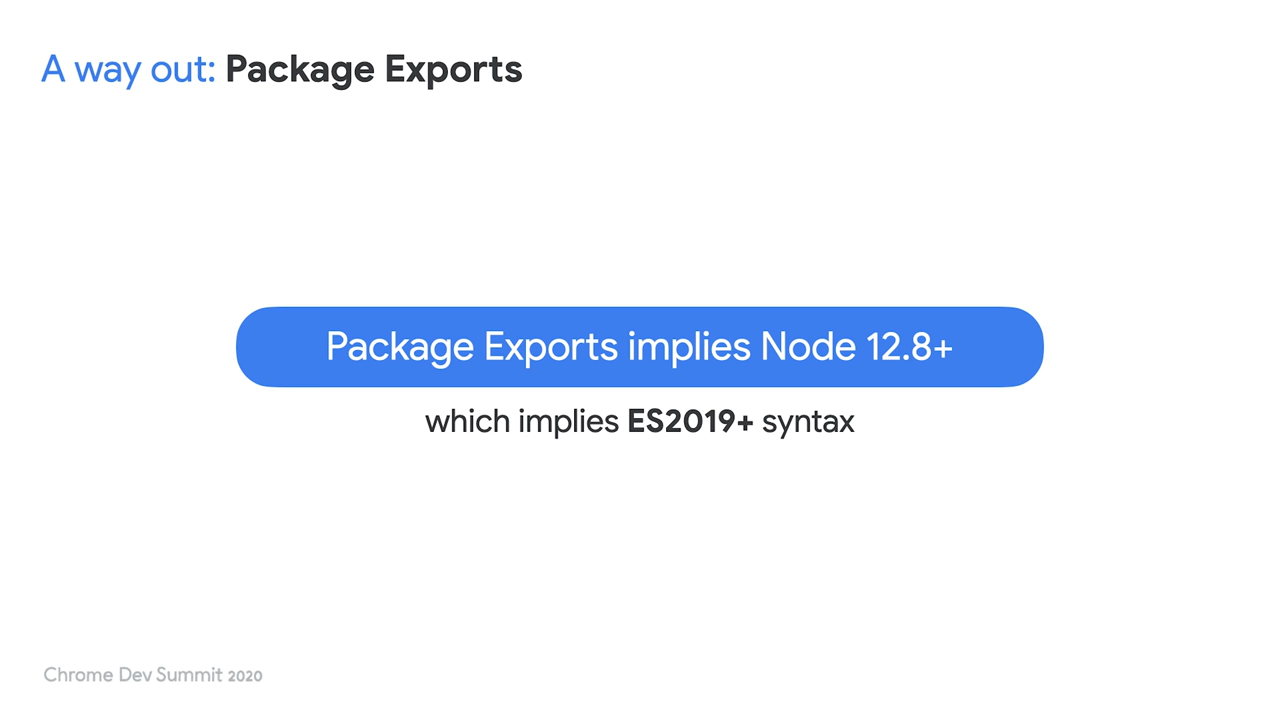 A way out: Package Exports
Package Exports implies Node 12.8+
which implies ES2019+ syntax
Chrome Dev Summit 2020